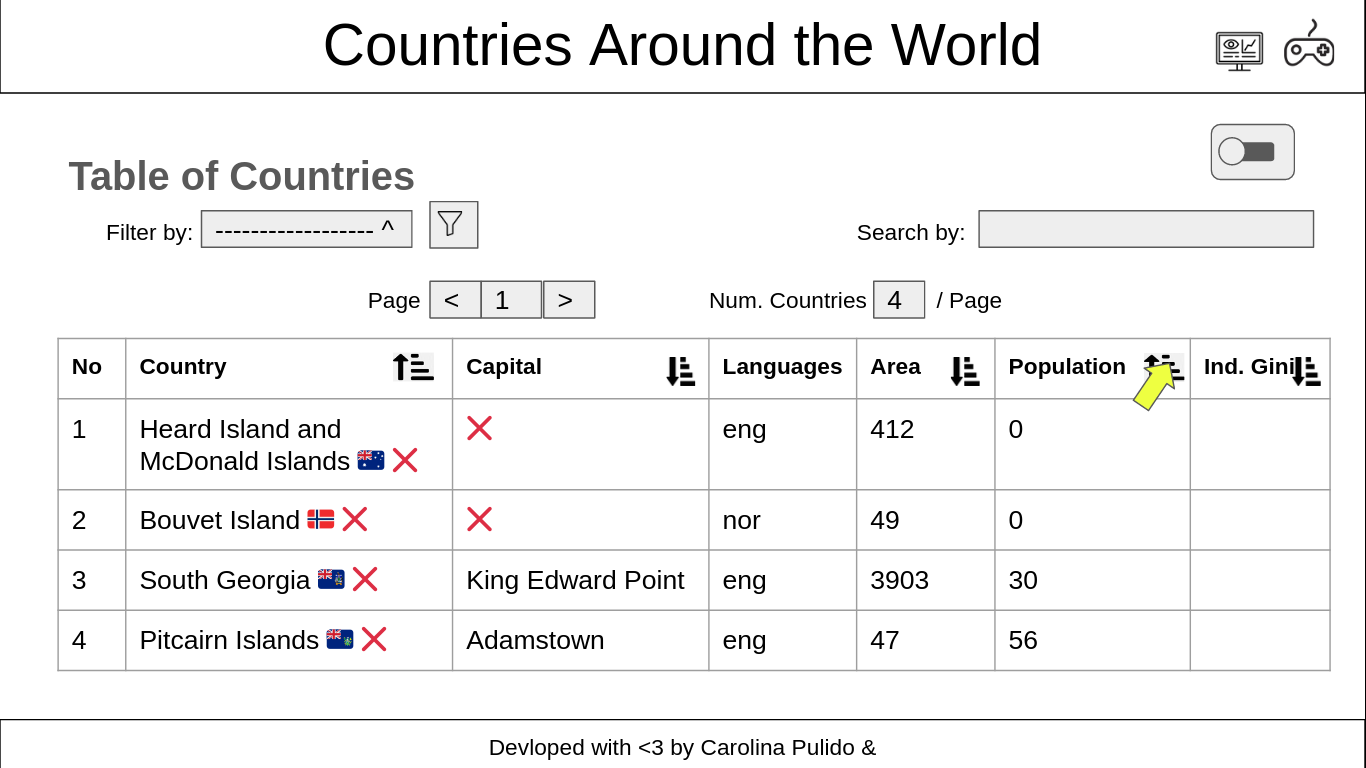 Countries Around the World
Table of Countries
Filter by: ------------------ ^
Search by:
Page < 1 >
Num. Countries 4 / Page
No Country Capital Languages Area Population Ind. Gini
1 Heard Island and
McDonald Islands eng 412 0
2 Bouvet Island nor 49 0
3 South Georgia King Edward Point eng 3903 30
4 Pitcairn Islands Adamstown eng 47 56
Devloped with <3 by Carolina Pulido &